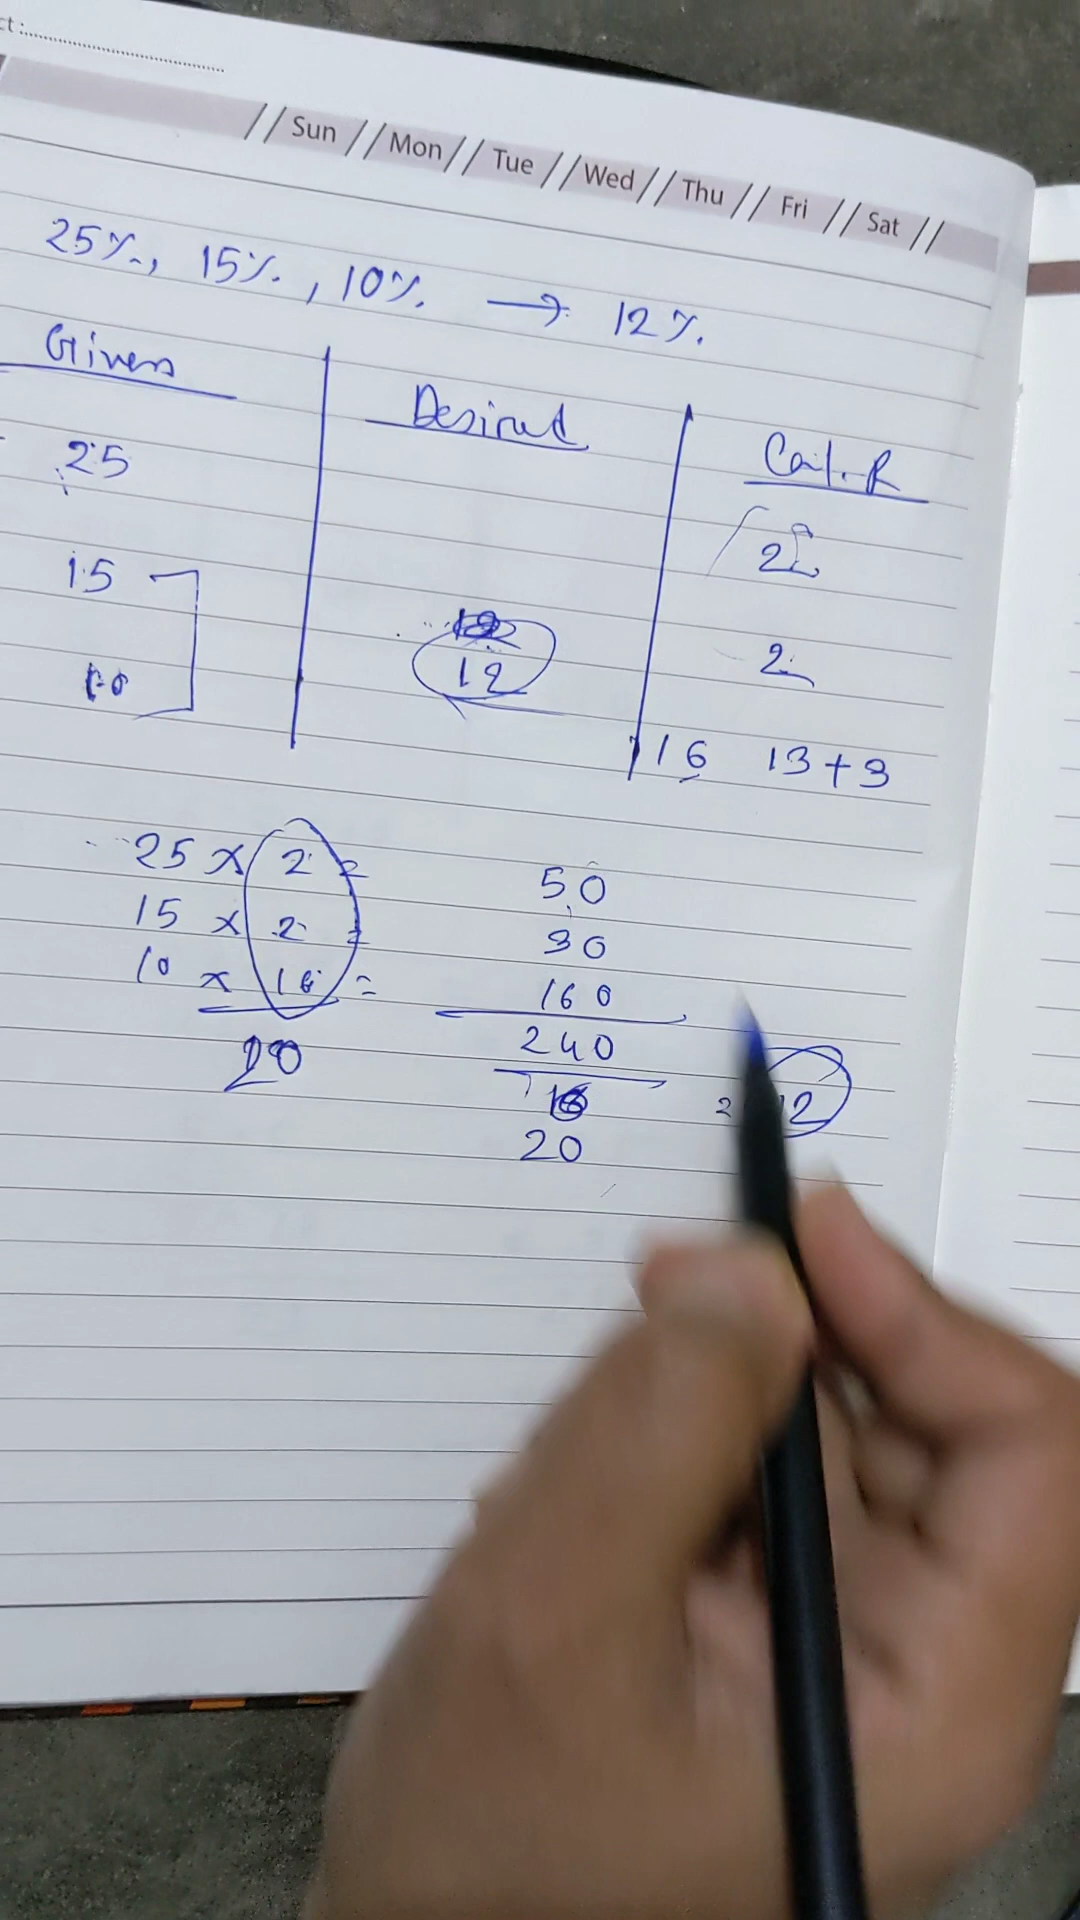 ct :
// Sun // Mon // Tue // Wed // Thu // Fri // Sat //
25%, 15%, 10% → 12%.
Given
Desired
Cal. R
25
2
15
12
2
10
16 13+3
25 x 2 = 50
15 x 2 = 30
10 x 16 = 160
20 240
20
12